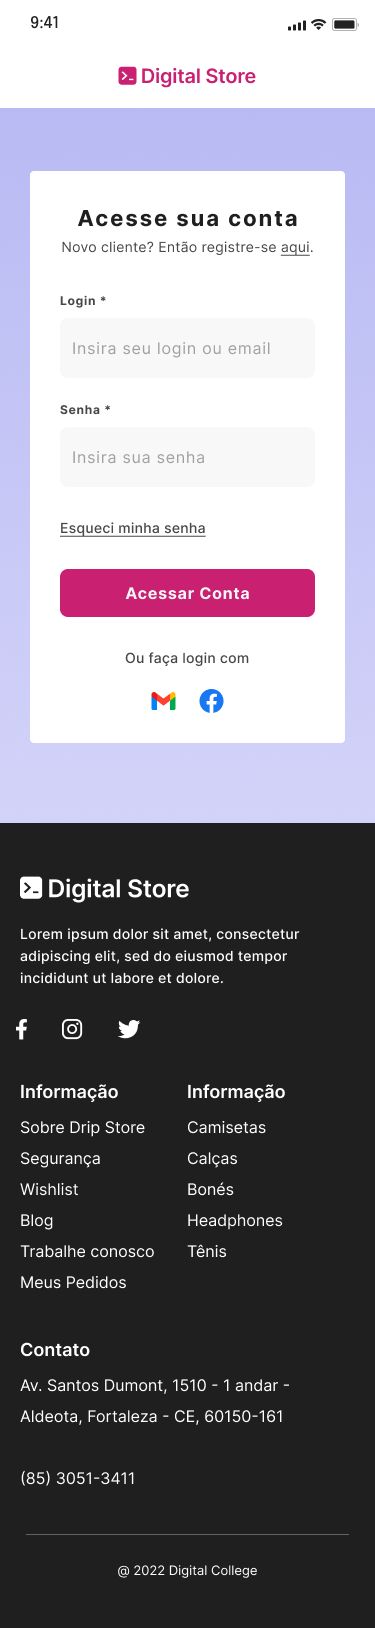 9:41
Digital Store
Acesse sua conta
Novo cliente? Então registre-se aqui.
Login *
Insira seu login ou email
Senha *
Insira sua senha
Esqueci minha senha
Acessar Conta
Ou faça login com
Digital Store
Lorem ipsum dolor sit amet, consectetur
adipiscing elit, sed do eiusmod tempor
incididunt ut labore et dolore.
Informação
Sobre Drip Store
Segurança
Wishlist
Blog
Trabalhe conosco
Meus Pedidos
Informação
Camisetas
Calças
Bonés
Headphones
Tênis
Contato
Av. Santos Dumont, 1510 - 1 andar -
Aldeota, Fortaleza - CE, 60150-161
(85) 3051-3411
@ 2022 Digital College